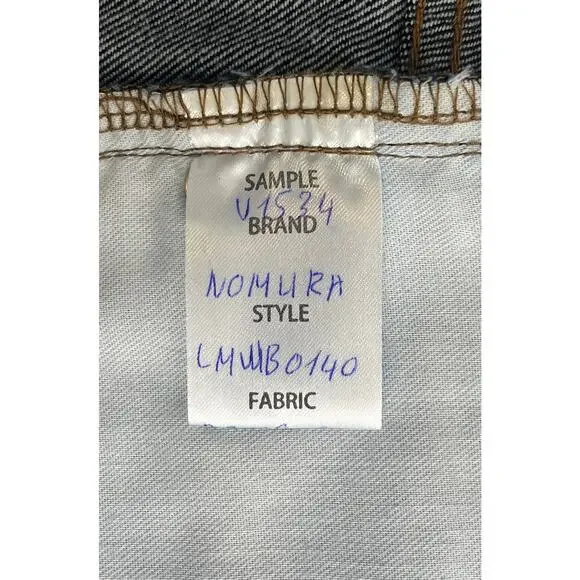 SAMPLE
V1534
BRAND
NOMURA
STYLE
LMWB0140
FABRIC